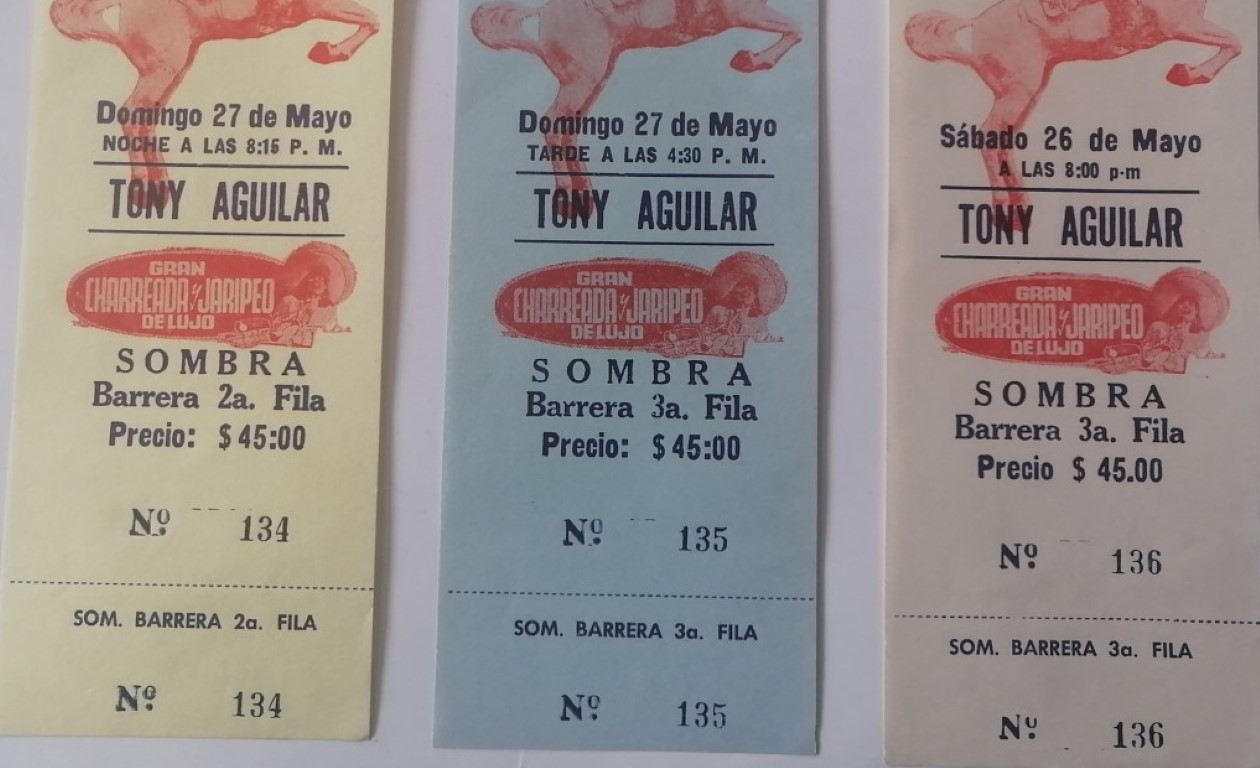 Domingo 27 de Mayo
NOCHE A LAS 8:15 P. M.
TONY AGUILAR
GRAN
CHARREADA Y JARIPEO
DE LUJO
SOMBRA
Barrera 2a. Fila
Precio: $ 45:00
Nº 134
SOM. BARRERA 2a. FILA
Nº 134
Domingo 27 de Mayo
TARDE A LAS 4:30 P. M.
TONY AGUILAR
GRAN
CHARREADA Y JARIPEO
DE LUJO
SOMBRA
Barrera 3a. Fila
Precio: $ 45:00
Nº 135
SOM. BARRERA 3a. FILA
Nº 135
Sábado 26 de Mayo
A LAS 8:00 p-m
TONY AGUILAR
GRAN
CHARREADA Y JARIPEO
DE LUJO
SOMBRA
Barrera 3a. Fila
Precio $ 45.00
Nº 136
SOM. BARRERA 3a. FILA
Nº 136